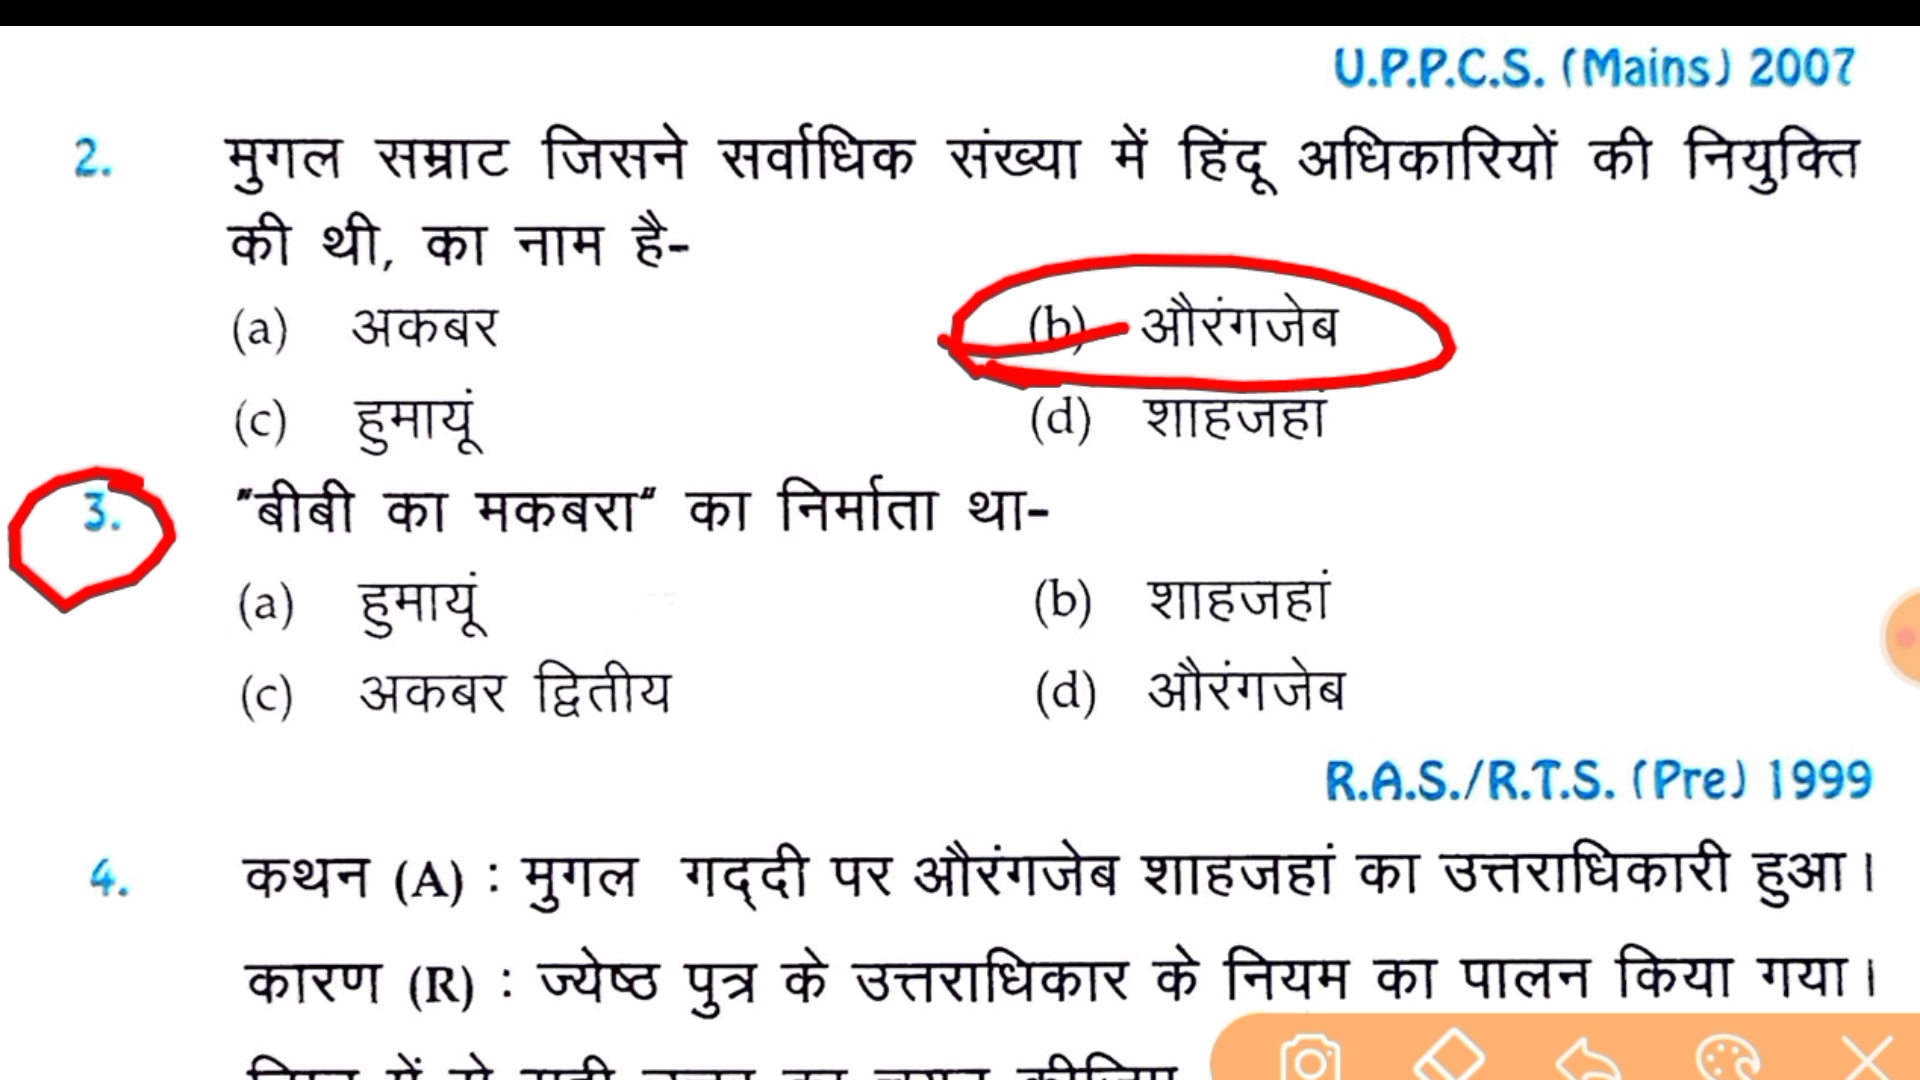 U.P.P.C.S. (Mains) 2007
2. मुगल सम्राट जिसने सर्वाधिक संख्या में हिंदू अधिकारियों की नियुक्ति
की थी, का नाम है-
(a) अकबर (b) औरंगजेब
(c) हुमायूं (d) शाहजहां
3. "बीबी का मकबरा" का निर्माता था-
(a) हुमायूं (b) शाहजहां
(c) अकबर द्वितीय (d) औरंगजेब
R.A.S./R.T.S. (Pre) 1999
4. कथन (A) : मुगल गद्दी पर औरंगजेब शाहजहां का उत्तराधिकारी हुआ।
कारण (R) : ज्येष्ठ पुत्र के उत्तराधिकार के नियम का पालन किया गया।